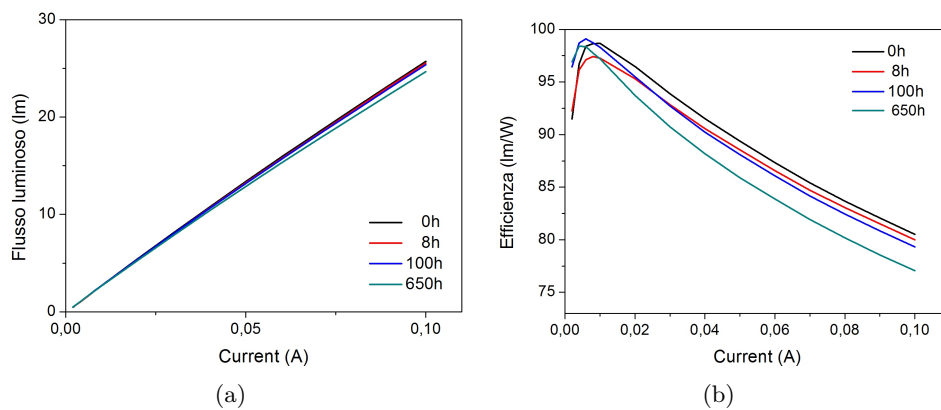 Flusso luminoso (lm)
30
20
10
0
0,00
0,05
0,10
Current (A)
0h
8h
100h
650h
(a)
Efficienza (lm/W)
100
95
90
85
80
75
0,00
0,02
0,04
0,06
0,08
0,10
Current (A)
0h
8h
100h
650h
(b)